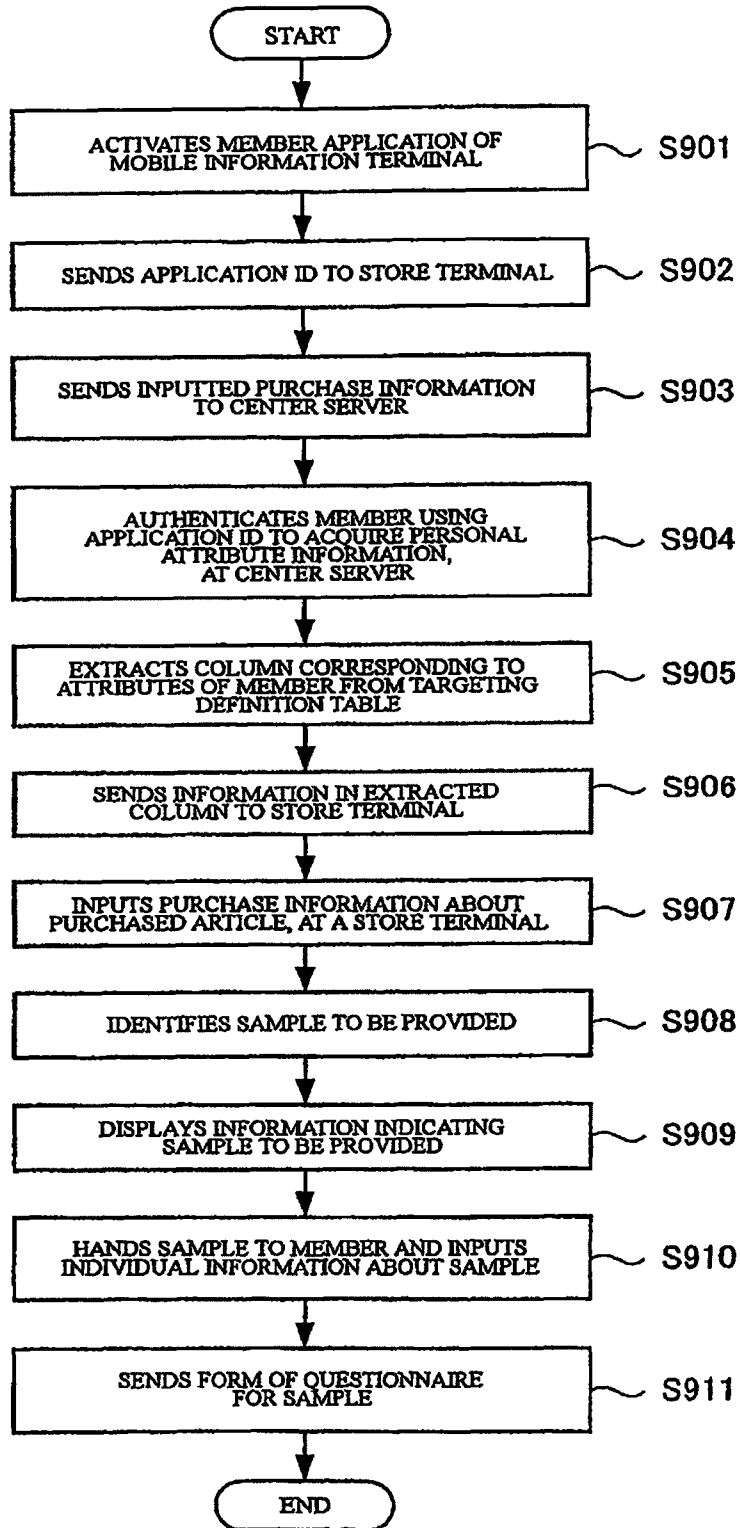 START
ACTIVATES MEMBER APPLICATION OF
MOBILE INFORMATION TERMINAL
S901
SENDS APPLICATION ID TO STORE TERMINAL
S902
SENDS INPUTTED PURCHASE INFORMATION
TO CENTER SERVER
S903
AUTHENTICATES MEMBER USING
APPLICATION ID TO ACQUIRE PERSONAL
ATTRIBUTE INFORMATION,
AT CENTER SERVER
S904
EXTRACTS COLUMN CORRESPONDING TO
ATTRIBUTES OF MEMBER FROM TARGETING
DEFINITION TABLE
S905
SENDS INFORMATION IN EXTRACTED
COLUMN TO STORE TERMINAL
S906
INPUTS PURCHASE INFORMATION ABOUT
PURCHASED ARTICLE, AT A STORE TERMINAL
S907
IDENTIFIES SAMPLE TO BE PROVIDED
S908
DISPLAYS INFORMATION INDICATING
SAMPLE TO BE PROVIDED
S909
HANDS SAMPLE TO MEMBER AND INPUTS
INDIVIDUAL INFORMATION ABOUT SAMPLE
S910
SENDS FORM OF QUESTIONNAIRE
FOR SAMPLE
S911
END